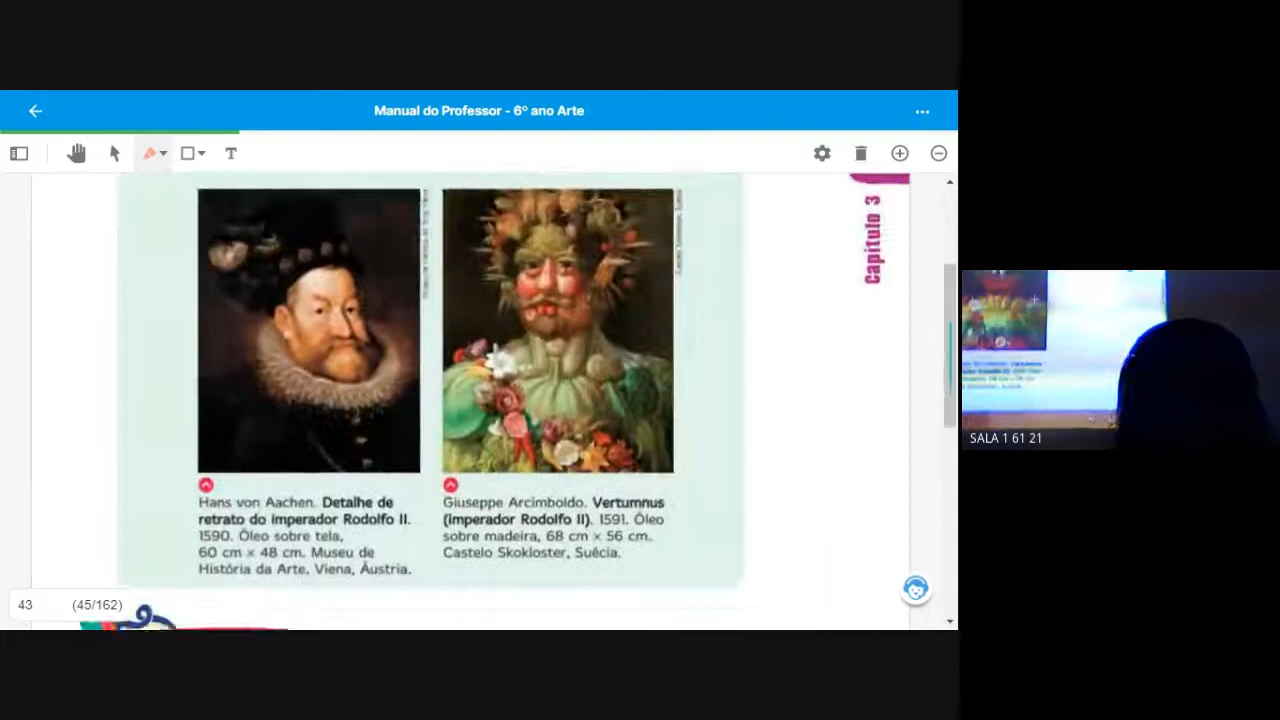 Manual do Professor - 6º ano Arte
T
Capítulo 3
Hans von Aachen. Detalhe de
retrato do imperador Rodolfo II.
1590. Óleo sobre tela,
60 cm × 48 cm. Museu de
História da Arte, Viena, Áustria.
Giuseppe Arcimboldo. Vertumnus
(imperador Rodolfo II). 1591. Óleo
sobre madeira, 68 cm × 56 cm.
Castelo Skokloster, Suécia.
43 (45/162)
SALA 1 61 21